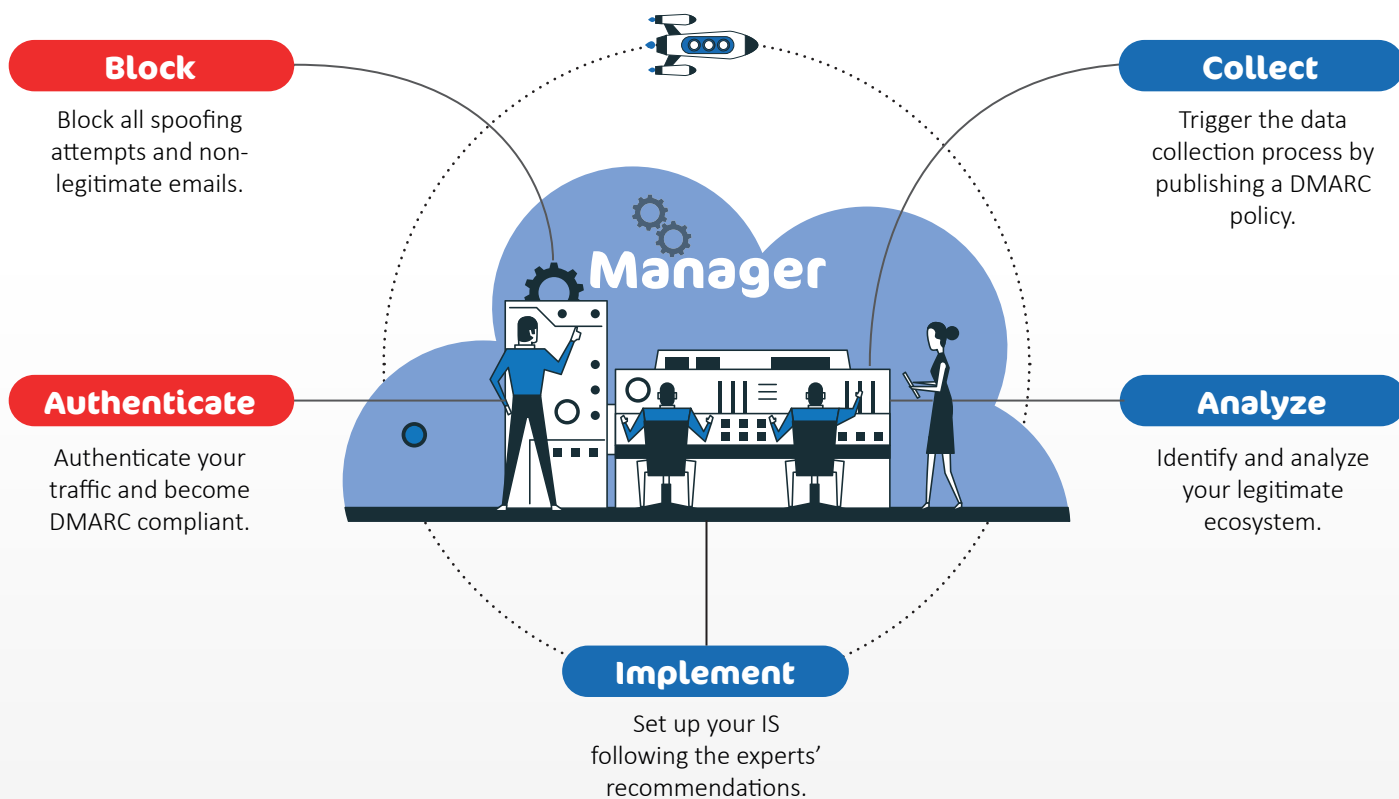 Block
Block all spoofing
attempts and non-
legitimate emails.
Collect
Trigger the data
collection process by
publishing a DMARC
policy.
Manager
Authenticate
Authenticate your
traffic and become
DMARC compliant.
Analyze
Identify and analyze
your legitimate
ecosystem.
Implement
Set up your IS
following the experts’
recommendations.